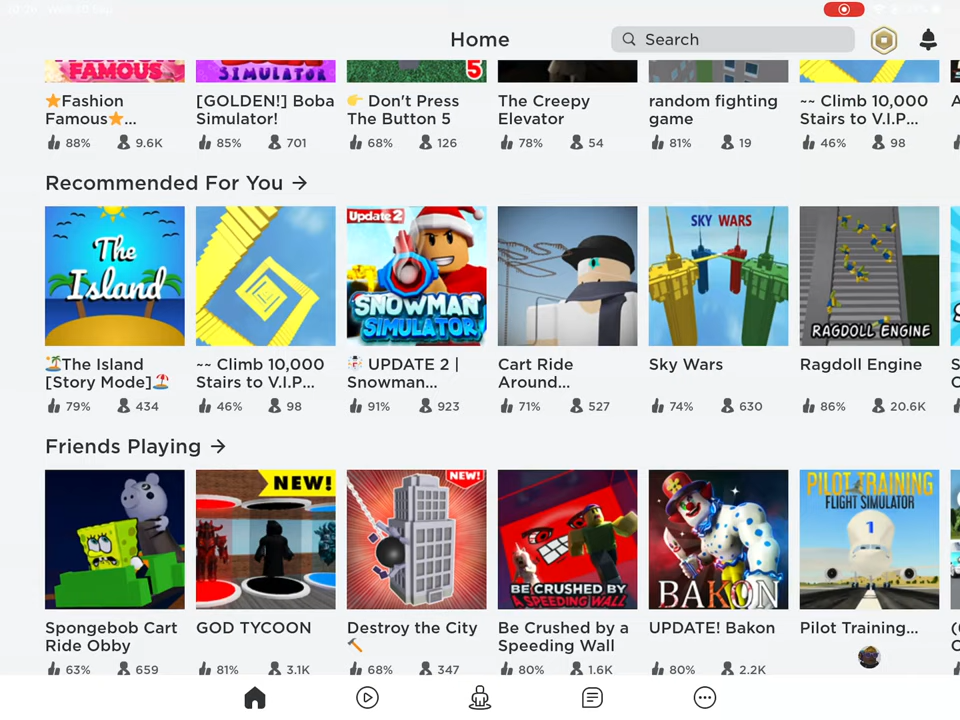 Home
Search
FAMOUS
SIMULATOR
5
⭐Fashion
Famous⭐...
[GOLDEN!] Boba
Simulator!
👉 Don't Press
The Button 5
The Creepy
Elevator
random fighting
game
~~ Climb 10,000
Stairs to V.I.P...
88% 9.6K
85% 701
68% 126
78% 54
81% 19
46% 98
Recommended For You →
The
Island
Update 2
SNOWMAN
SIMULATOR
SKY WARS
RAGDOLL ENGINE
🏝️The Island
[Story Mode]🏖️
~~ Climb 10,000
Stairs to V.I.P...
☃️ UPDATE 2 |
Snowman...
Cart Ride
Around...
Sky Wars
Ragdoll Engine
79% 434
46% 98
91% 923
71% 527
74% 630
86% 20.6K
Friends Playing →
NEW!
NEW!
BE CRUSHED BY
A SPEEDING WALL
BAKON
PILOT TRAINING
FLIGHT SIMULATOR
1
Spongebob Cart
Ride Obby
GOD TYCOON
Destroy the City
🔨
Be Crushed by a
Speeding Wall
UPDATE! Bakon
Pilot Training...
63% 659
81% 3.1K
68% 347
80% 1.6K
80% 2.2K